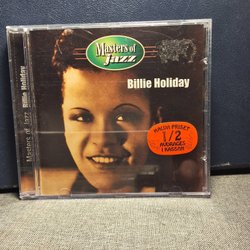 Masters of
Jazz
Billie Holiday
Masters of Jazz Billie Holiday
HALVA PRISET
1/2
AVDRAGES
I KASSAN